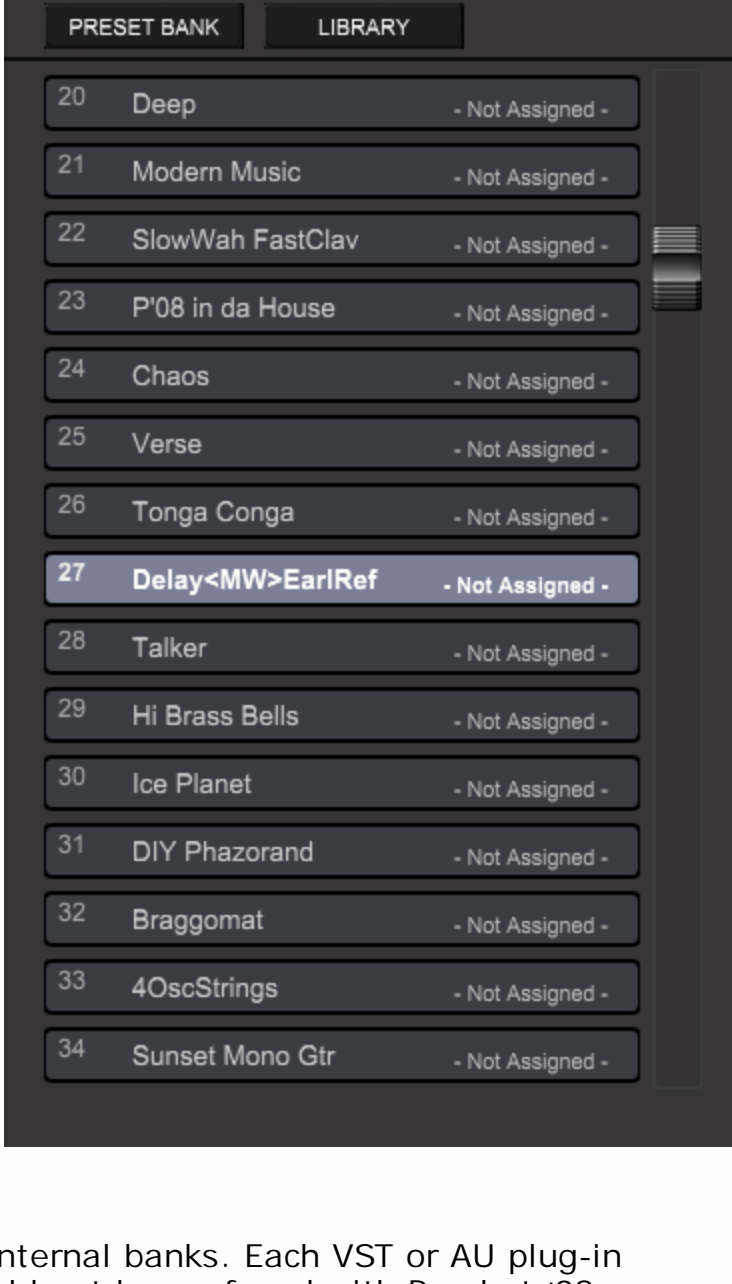 PRESET BANK LIBRARY
20 Deep - Not Assigned -
21 Modern Music - Not Assigned -
22 SlowWah FastClav - Not Assigned -
23 P'08 in da House - Not Assigned -
24 Chaos - Not Assigned -
25 Verse - Not Assigned -
26 Tonga Conga - Not Assigned -
27 Delay<MW>EarlRef - Not Assigned -
28 Talker - Not Assigned -
29 Hi Brass Bells - Not Assigned -
30 Ice Planet - Not Assigned -
31 DIY Phazorand - Not Assigned -
32 Braggomat - Not Assigned -
33 4OscStrings - Not Assigned -
34 Sunset Mono Gtr - Not Assigned -
nternal banks. Each VST or AU plug-in